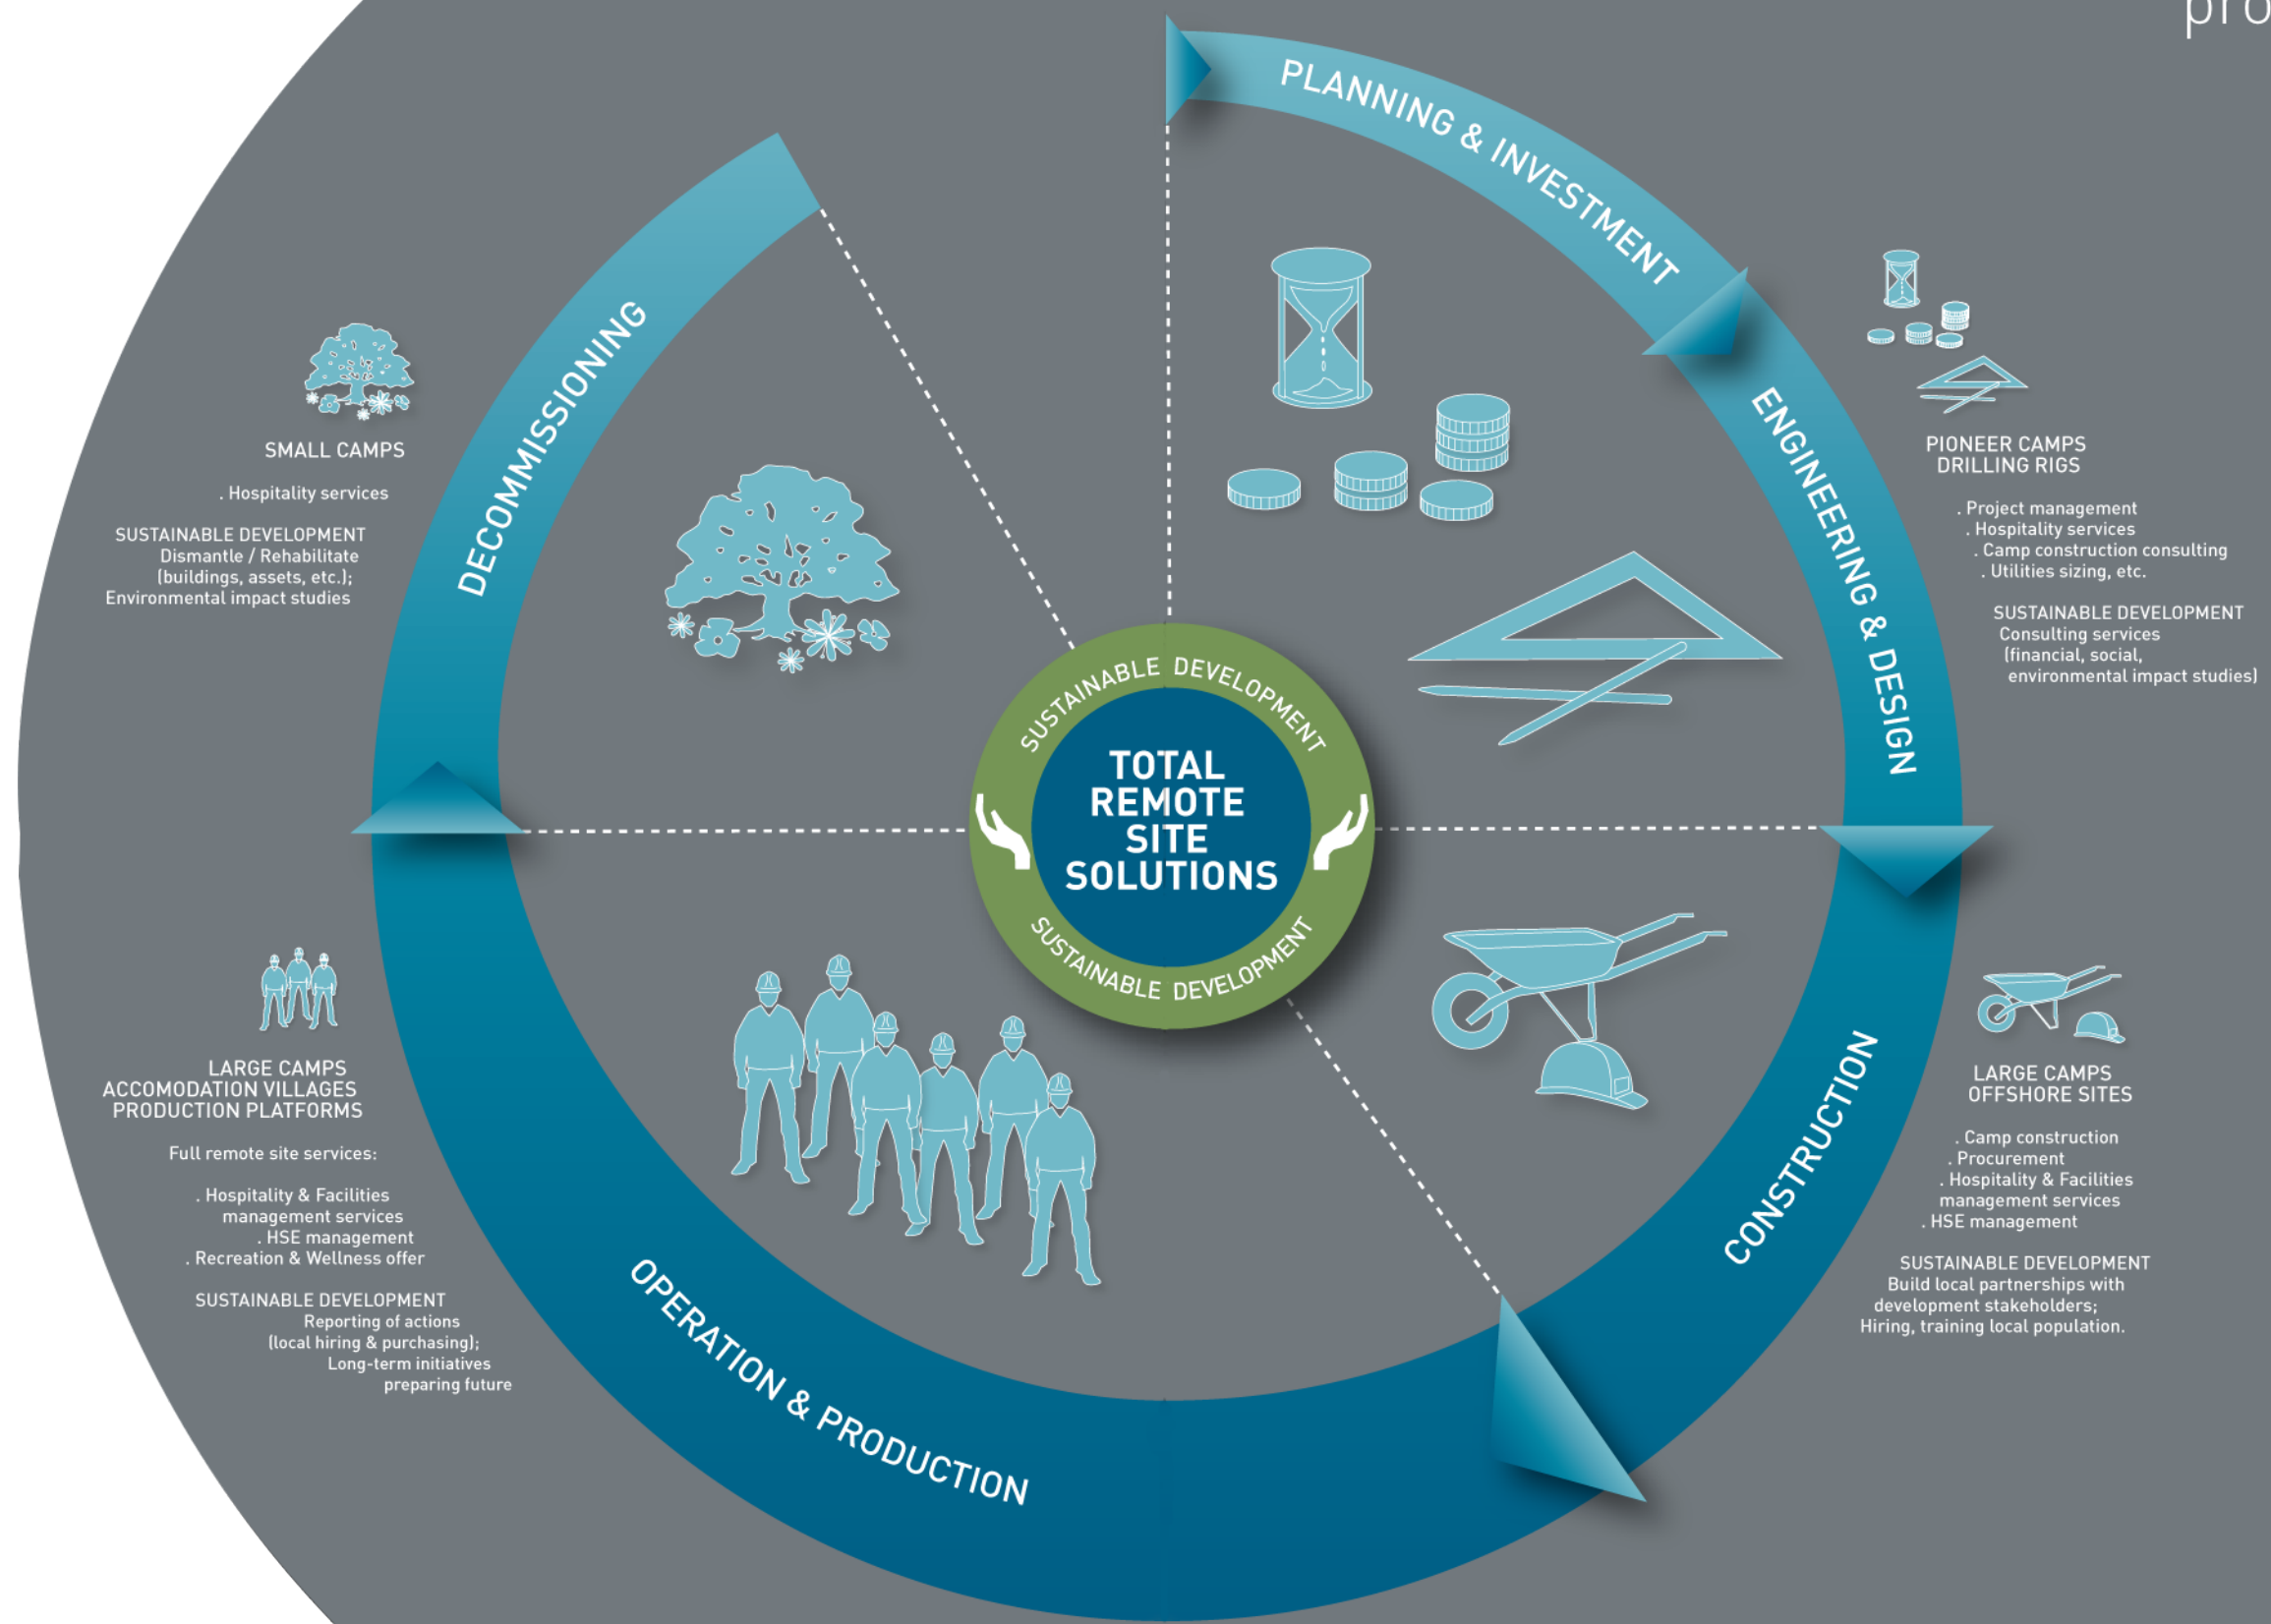 pro
PLANNING & INVESTMENT
ENGINEERING & DESIGN
PIONEER CAMPS
DRILLING RIGS
. Project management
. Hospitality services
. Camp construction consulting
. Utilities sizing, etc.
SUSTAINABLE DEVELOPMENT
Consulting services
(financial, social,
environmental impact studies)
CONSTRUCTION
LARGE CAMPS
OFFSHORE SITES
. Camp construction
. Procurement
. Hospitality & Facilities
management services
. HSE management
SUSTAINABLE DEVELOPMENT
Build local partnerships with
development stakeholders;
Hiring, training local population.
OPERATION & PRODUCTION
LARGE CAMPS
ACCOMODATION VILLAGES
PRODUCTION PLATFORMS
Full remote site services:
. Hospitality & Facilities
management services
. HSE management
. Recreation & Wellness offer
SUSTAINABLE DEVELOPMENT
Reporting of actions
(local hiring & purchasing);
Long-term initiatives
preparing future
DECOMMISSIONING
SMALL CAMPS
. Hospitality services
SUSTAINABLE DEVELOPMENT
Dismantle / Rehabilitate
(buildings, assets, etc.);
Environmental impact studies
SUSTAINABLE DEVELOPMENT
TOTAL
REMOTE
SITE
SOLUTIONS
SUSTAINABLE DEVELOPMENT